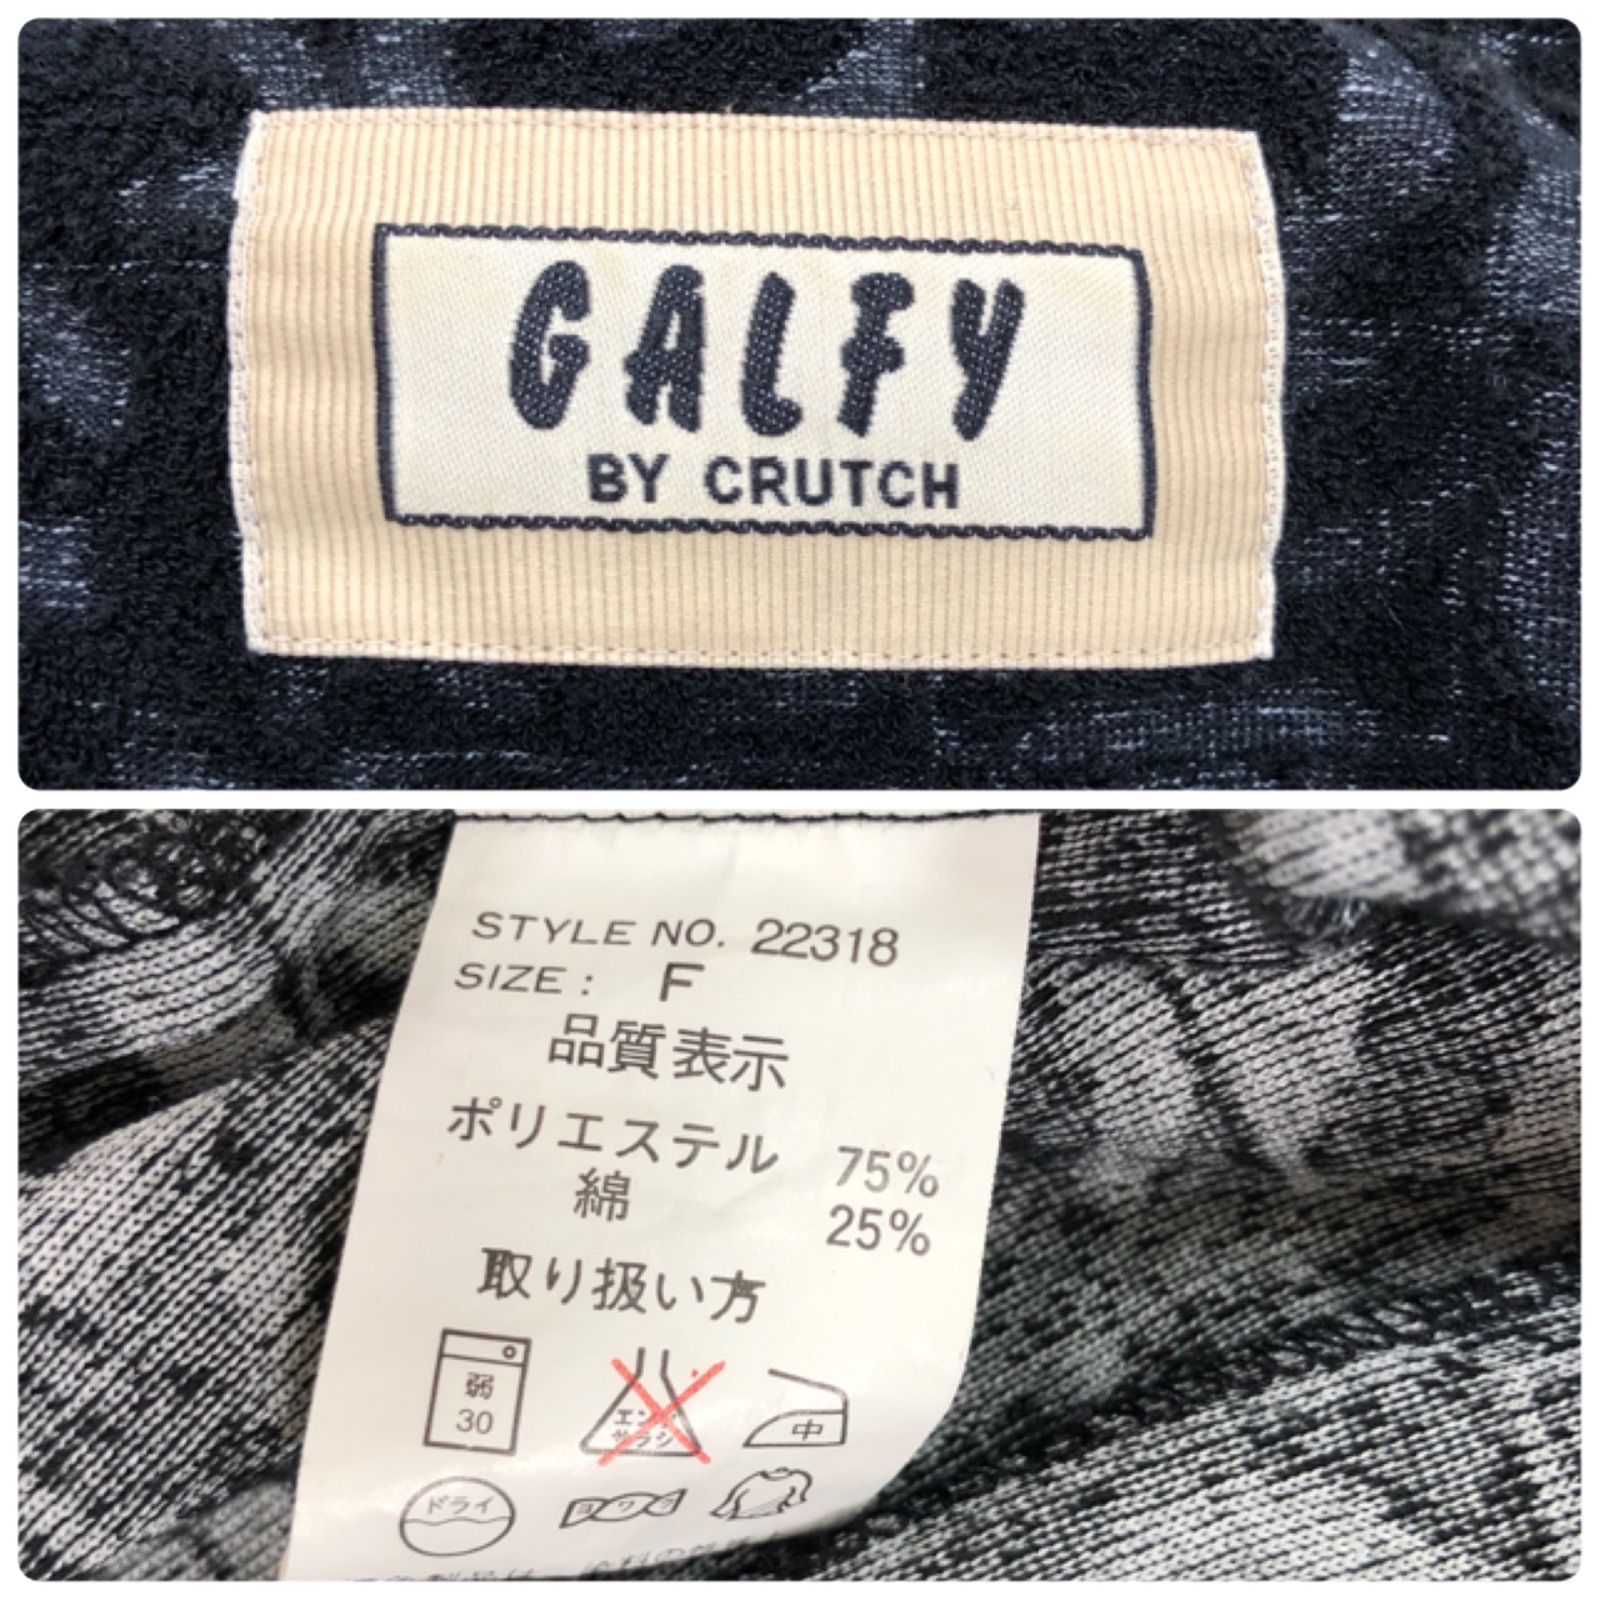 GALFY
BY CRUTCH
STYLE NO. 22318
SIZE : F
品質表示
ポリエステル 75%
綿 25%
取り扱い方
弱
30
エンソ
サラシ
中
ドライ
ヨワク